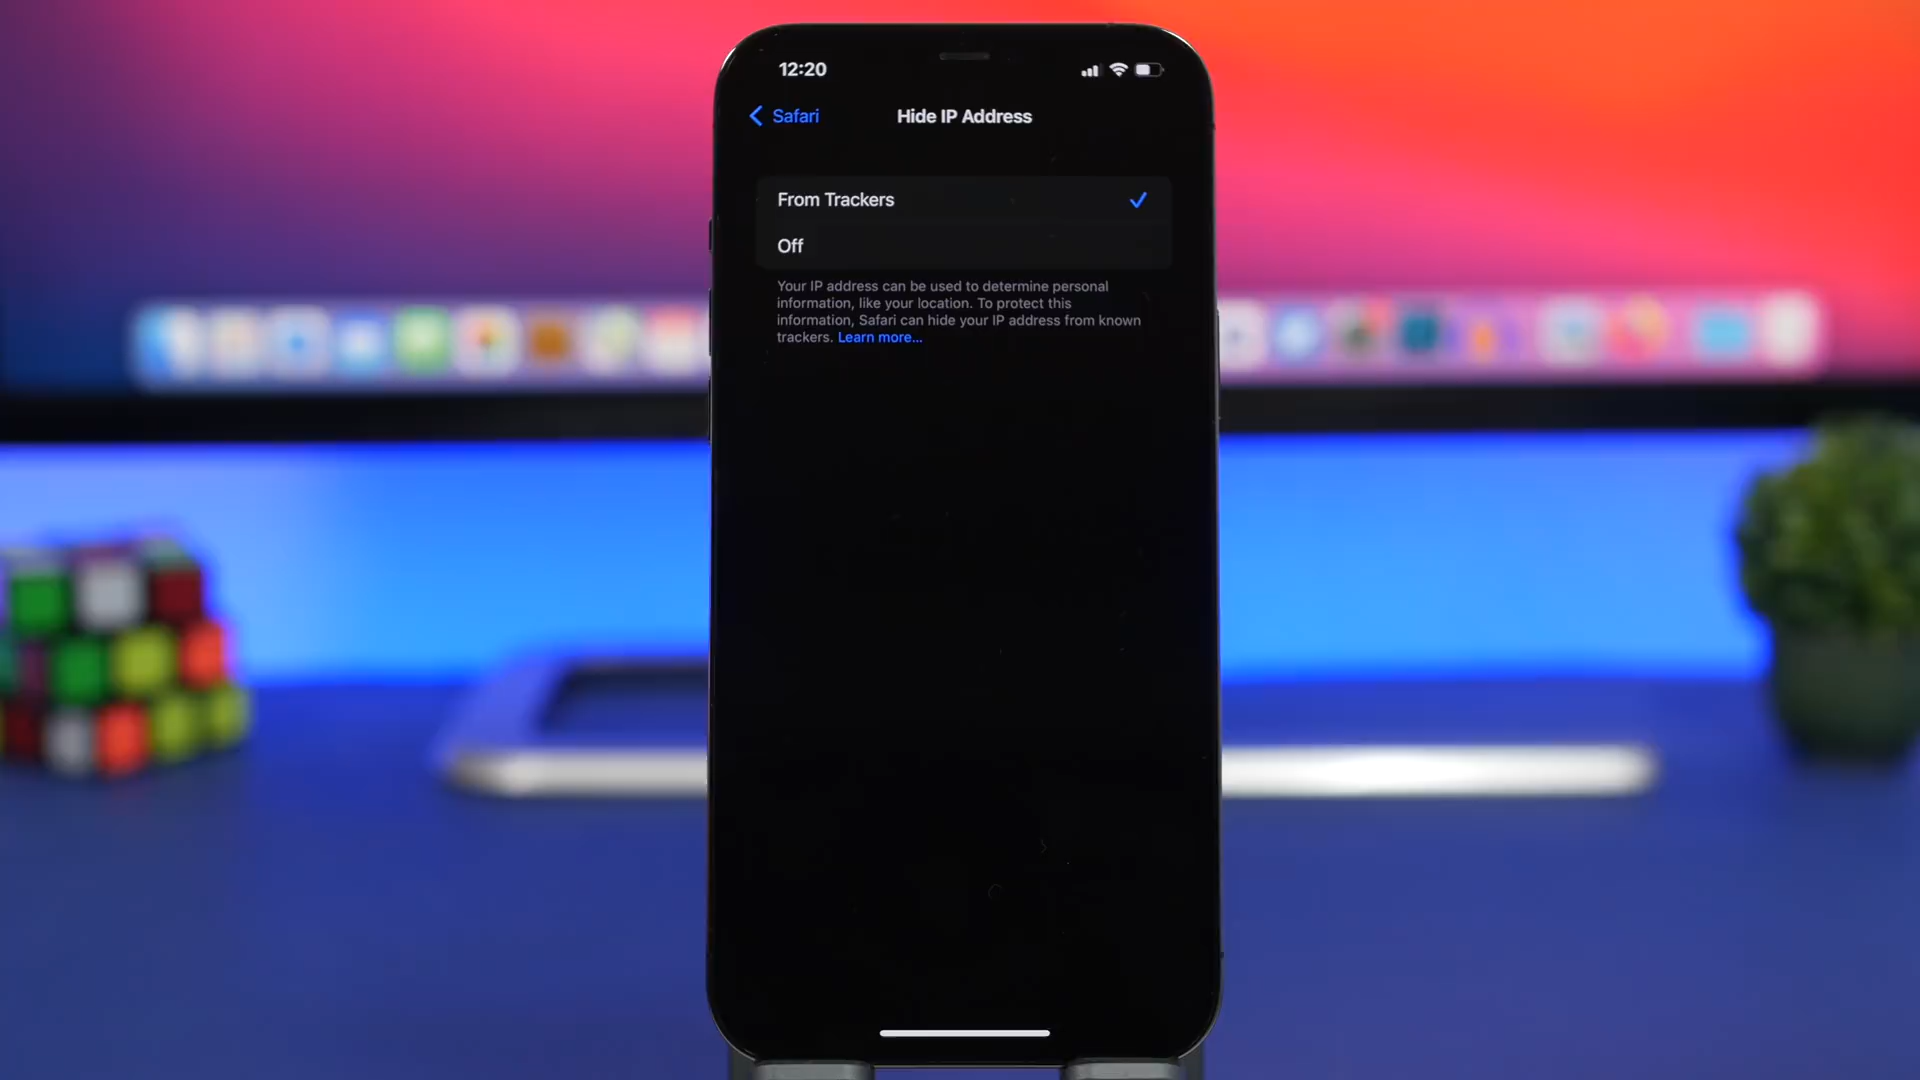 12:20
Safari
Hide IP Address
From Trackers
Off
Your IP address can be used to determine personal
information, like your location. To protect this
information, Safari can hide your IP address from known
trackers. Learn more...